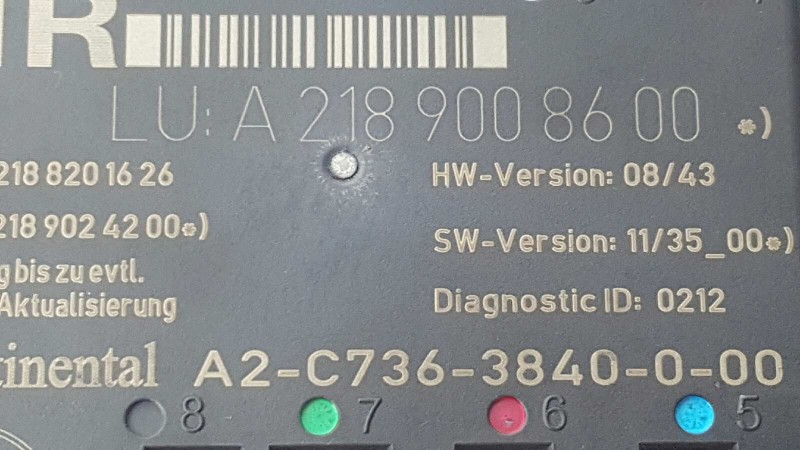 R
LU: A 218 900 86 00 *)
218 820 16 26
HW-Version: 08/43
218 902 42 00*)
SW-Version: 11/35_00*)
g bis zu evtl.
Aktualisierung
Diagnostic ID: 0212
tinental A2-C736-3840-0-00
8 7 6 5